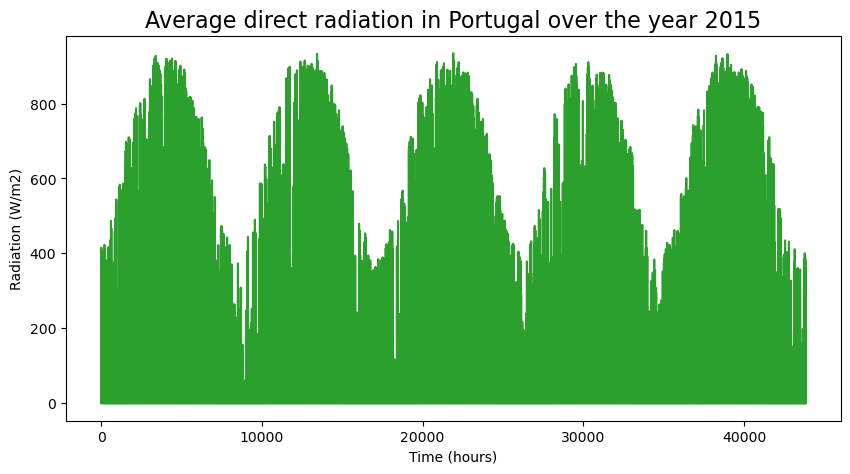 Average direct radiation in Portugal over the year 2015
Radiation (W/m2)
800
600
400
200
0
0 10000 20000 30000 40000
Time (hours)